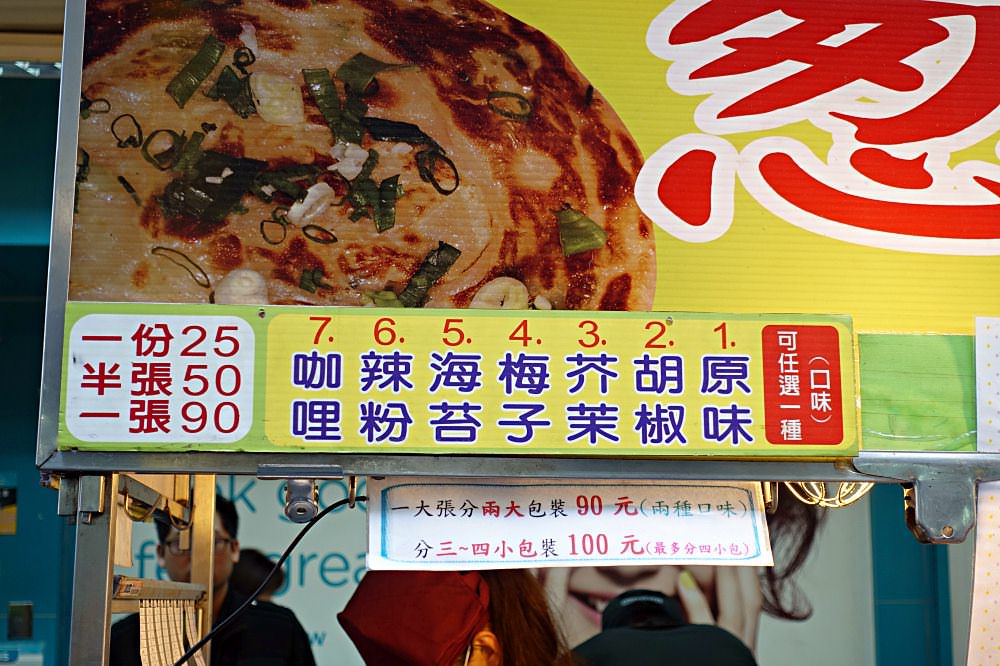 一份25
半張50
一張90
(口味)
可任選一種
1.原味
2.胡椒
3.芥茉
4.梅子
5.海苔
6.辣粉
7.咖哩
一大張分兩大包裝 90 元(兩種口味)
分三~四小包裝 100 元(最多分四小包)
great